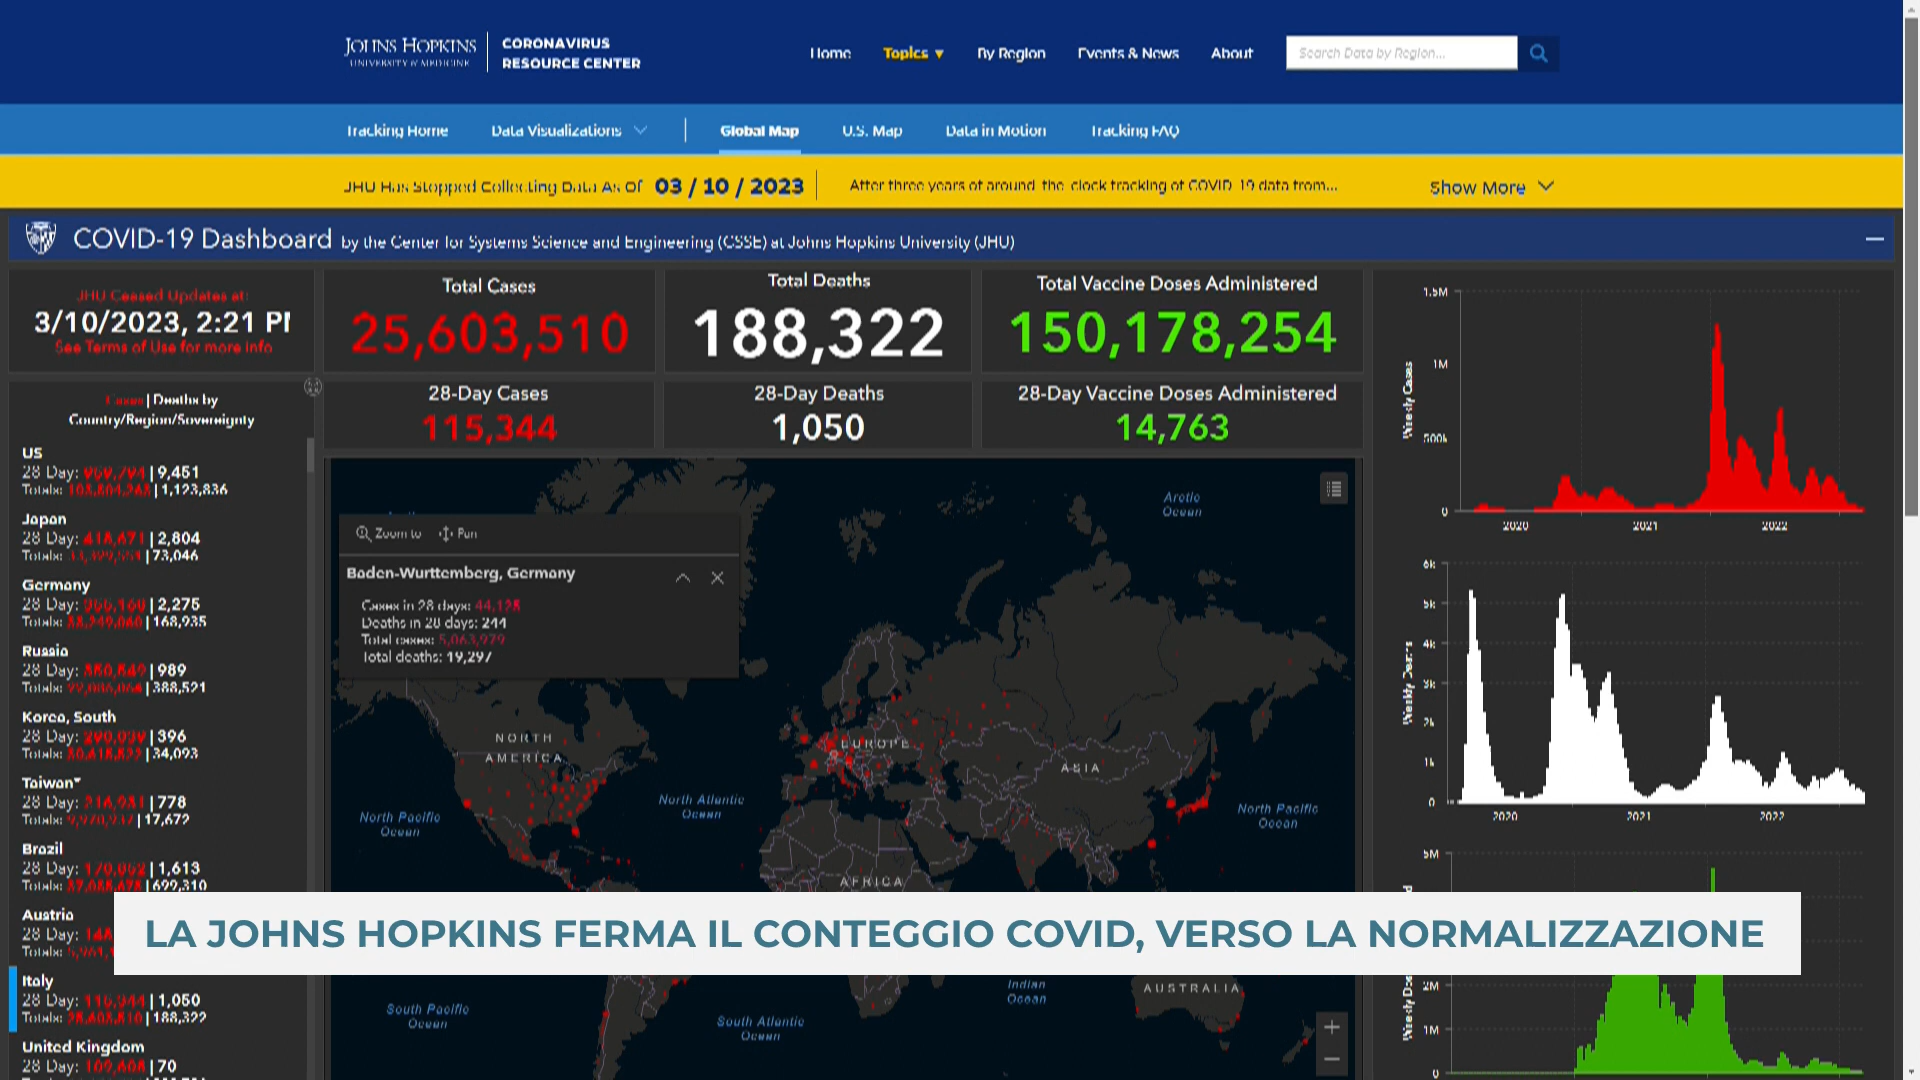 JOHNS HOPKINS
UNIVERSITY & MEDICINE
CORONAVIRUS
RESOURCE CENTER
Home
Topics
By Region
Events & News
About
Search Data by Region...
Tracking Home
Data Visualizations
Global Map
U.S. Map
Data in Motion
Tracking FAQ
JHU Has Stopped Collecting Data As Of
03 / 10 / 2023
After three years of around-the-clock tracking of COVID-19 data from...
Show More
COVID-19 Dashboard by the Center for Systems Science and Engineering (CSSE) at Johns Hopkins University (JHU)
JHU Ceased Updates at:
3/10/2023, 2:21 P
See Terms of Use for more info
Total Cases
25,603,510
Total Deaths
188,322
Total Vaccine Doses Administered
150,178,254
28-Day Cases
115,344
28-Day Deaths
1,050
28-Day Vaccine Doses Administered
14,763
Cases | Deaths by
Country/Region/Sovereignty
US
28 Day: | 9,451
Totals: | 1,123,836
Japan
28 Day: | 2,804
Totals: | 73,046
Germany
28 Day: | 2,275
Totals: | 168,935
Russia
28 Day: | 989
Totals: | 388,521
Korea, South
28 Day: | 396
Totals: | 34,093
Taiwan*
28 Day: | 778
Totals: | 17,672
Brazil
28 Day: | 1,613
Totals: | 699,310
Austria
28 Day:
Totals:
Italy
28 Day: | 1,050
Totals: 25,603,510 | 188,322
United Kingdom
28 Day: | 70
Zoom to
Pan
Baden-Wurttemberg, Germany
Cases in 28 days: 44,128
Deaths in 28 days: 244
Total cases: 5,063,979
Total deaths: 19,297
Arctic
Ocean
NORTH
AMERICA
EUROPE
ASIA
AFRICA
AUSTRALIA
North Pacific
Ocean
North Atlantic
Ocean
North Pacific
Ocean
South Pacific
Ocean
South Atlantic
Ocean
Indian
Ocean
Weekly Cases
1.5M
1M
500k
0
2020
2021
2022
Weekly Deaths
6k
5k
4k
3k
2k
1k
0
2020
2021
2022
5M
2M
1M
0
LA JOHNS HOPKINS FERMA IL CONTEGGIO COVID, VERSO LA NORMALIZZAZIONE